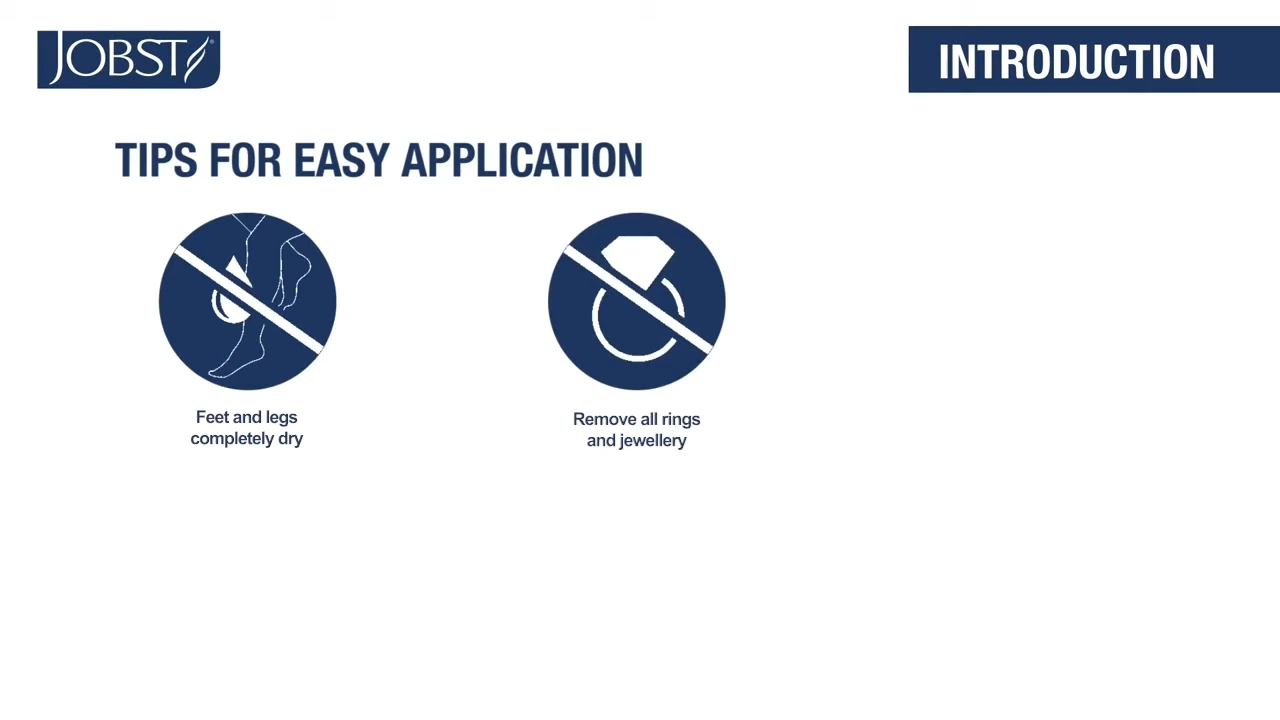 JOBST
INTRODUCTION
TIPS FOR EASY APPLICATION
Feet and legs
completely dry
Remove all rings
and jewellery